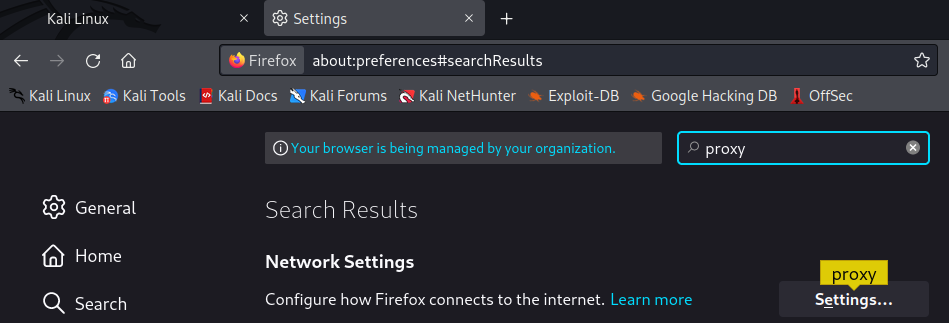 Kali Linux
Settings
Firefox about:preferences#searchResults
Kali Linux Kali Tools Kali Docs Kali Forums Kali NetHunter Exploit-DB Google Hacking DB OffSec
Your browser is being managed by your organization.
proxy
General
Home
Search
Search Results
Network Settings
Configure how Firefox connects to the internet. Learn more
proxy
Settings...